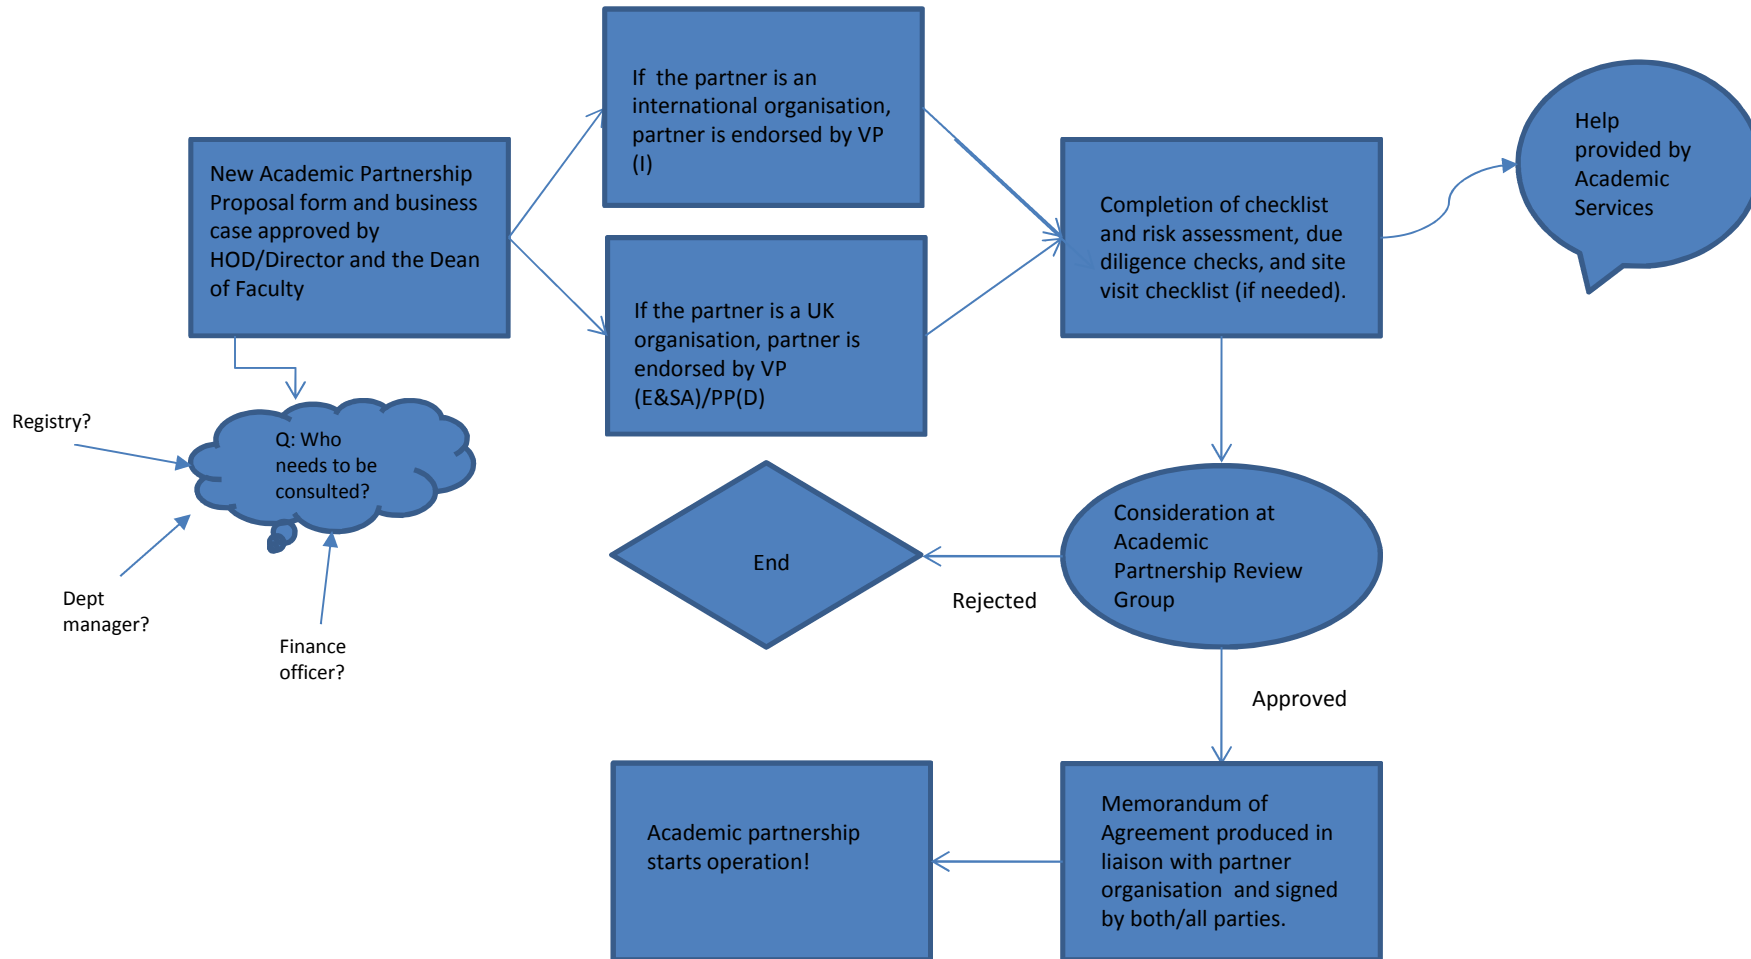 New Academic Partnership
Proposal form and business
case approved by
HOD/Director and the Dean
of Faculty
If the partner is an
international organisation,
partner is endorsed by VP
(I)
If the partner is a UK
organisation, partner is
endorsed by VP
(E&SA)/PP(D)
Completion of checklist
and risk assessment, due
diligence checks, and site
visit checklist (if needed).
Help
provided by
Academic
Services
Registry?
Q: Who
needs to be
consulted?
Dept
manager?
Finance
officer?
End
Rejected
Consideration at
Academic
Partnership Review
Group
Approved
Academic partnership
starts operation!
Memorandum of
Agreement produced in
liaison with partner
organisation and signed
by both/all parties.